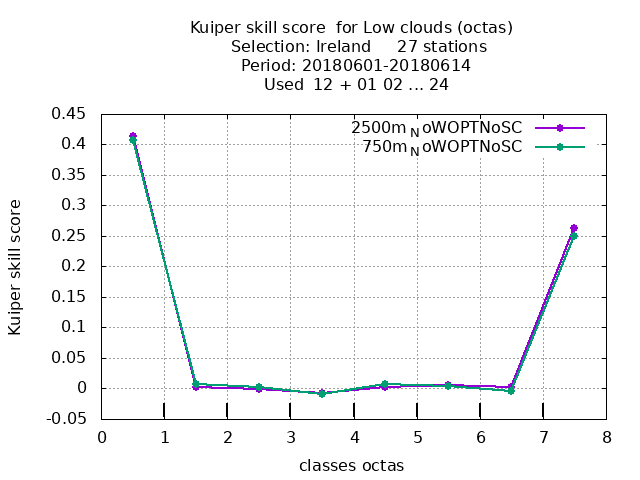 Kuiper skill score  for Low clouds (octas)
Selection: Ireland     27 stations
Period: 20180601-20180614
Used  12 + 01 02 ... 24
2500m_NoWOPTNoSC
750m_NoWOPTNoSC
Kuiper skill score
0.45
0.4
0.35
0.3
0.25
0.2
0.15
0.1
0.05
0
-0.05
0 1 2 3 4 5 6 7 8
classes octas